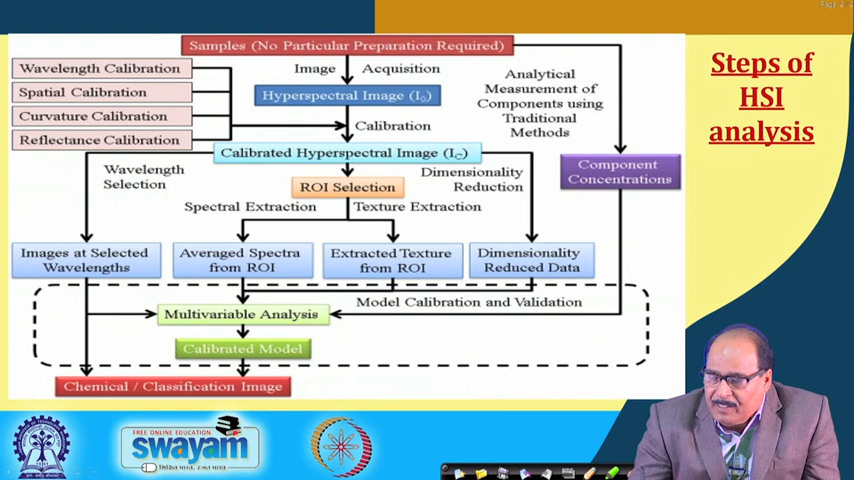 Samples (No Particular Preparation Required)
Wavelength Calibration
Spatial Calibration
Curvature Calibration
Reflectance Calibration
Image Acquisition
Hyperspectral Image (I₀)
Calibration
Analytical
Measurement of
Components using
Traditional
Methods
Steps of
HSI
analysis
Calibrated Hyperspectral Image (I_C)
Wavelength
Selection
ROI Selection
Dimensionality
Reduction
Component
Concentrations
Spectral Extraction
Texture Extraction
Images at Selected
Wavelengths
Averaged Spectra
from ROI
Extracted Texture
from ROI
Dimensionality
Reduced Data
Model Calibration and Validation
Multivariable Analysis
Calibrated Model
Chemical / Classification Image
FREE ONLINE EDUCATION
swayam